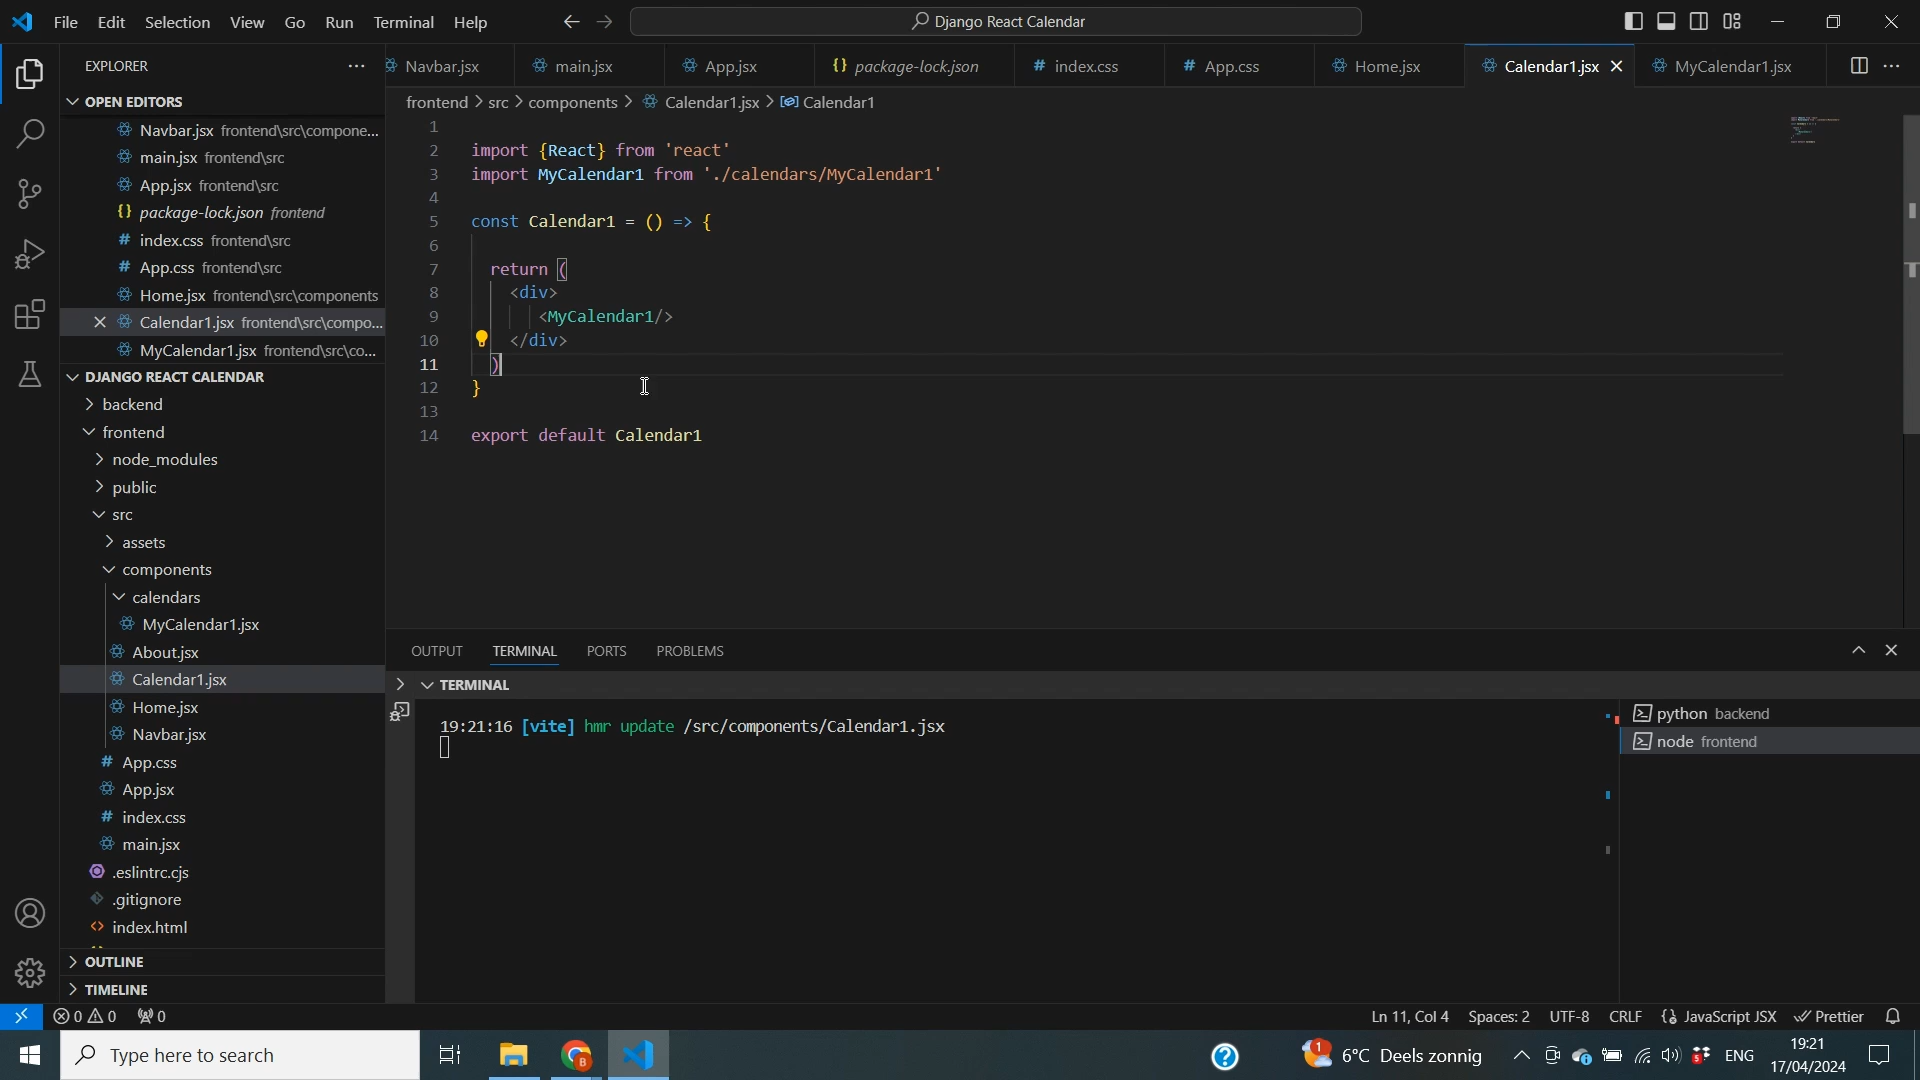 File Edit Selection View Go Run Terminal Help
Django React Calendar
EXPLORER
Navbar.jsx
main.jsx
App.jsx
{} package-lock.json
# index.css
# App.css
Home.jsx
Calendar1.jsx
MyCalendar1.jsx
OPEN EDITORS
Navbar.jsx frontend\src\compone...
main.jsx frontend\src
App.jsx frontend\src
{} package-lock.json frontend
# index.css frontend\src
# App.css frontend\src
Home.jsx frontend\src\components
Calendar1.jsx frontend\src\compo...
MyCalendar1.jsx frontend\src\co...
DJANGO REACT CALENDAR
backend
frontend
node_modules
public
src
assets
components
calendars
MyCalendar1.jsx
About.jsx
Calendar1.jsx
Home.jsx
Navbar.jsx
# App.css
App.jsx
# index.css
main.jsx
.eslintrc.cjs
.gitignore
<> index.html
OUTLINE
TIMELINE
frontend > src > components > Calendar1.jsx > Calendar1
1
2 import {React} from 'react'
3 import MyCalendar1 from './calendars/MyCalendar1'
4
5 const Calendar1 = () => {
6
7 return (
8 <div>
9 <MyCalendar1/>
10 </div>
11 )
12 }
13
14 export default Calendar1
OUTPUT TERMINAL PORTS PROBLEMS
TERMINAL
19:21:16 [vite] hmr update /src/components/Calendar1.jsx
python backend
node frontend
0 0 0
Ln 11, Col 4 Spaces: 2 UTF-8 CRLF {} JavaScript JSX Prettier
Type here to search
1
6°C Deels zonnig
ENG
19:21
17/04/2024